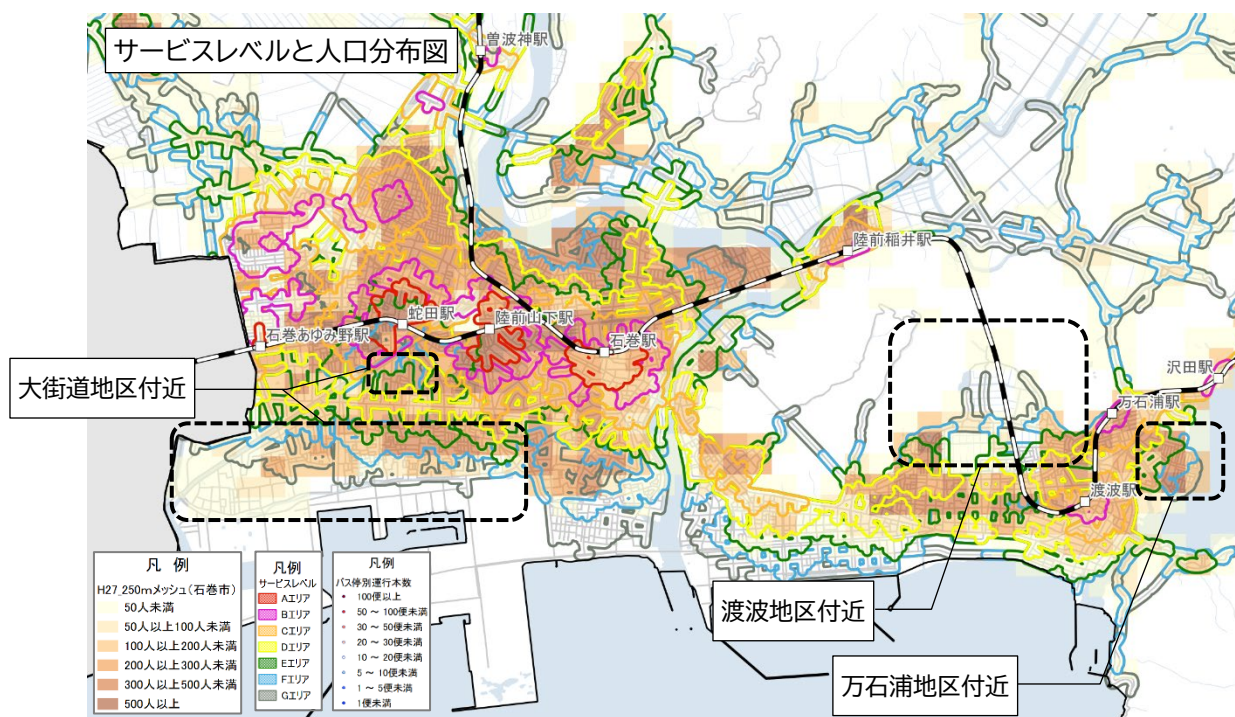 サービスレベルと人口分布図
曽波神駅
陸前稲井駅
蛇田駅
陸前山下駅
石巻駅
石巻あゆみ野駅
沢田駅
万石浦駅
渡波駅
大街道地区付近
渡波地区付近
万石浦地区付近
凡 例
H27_250mメッシュ(石巻市)
50人未満
50人以上100人未満
100人以上200人未満
200人以上300人未満
300人以上500人未満
500人以上
凡例
サービスレベル
Aエリア
Bエリア
Cエリア
Dエリア
Eエリア
Fエリア
Gエリア
凡例
バス停別運行本数
100便以上
50 ~ 100便未満
30 ~ 50便未満
20 ~ 30便未満
10 ~ 20便未満
5 ~ 10便未満
1 ~ 5便未満
1便未満